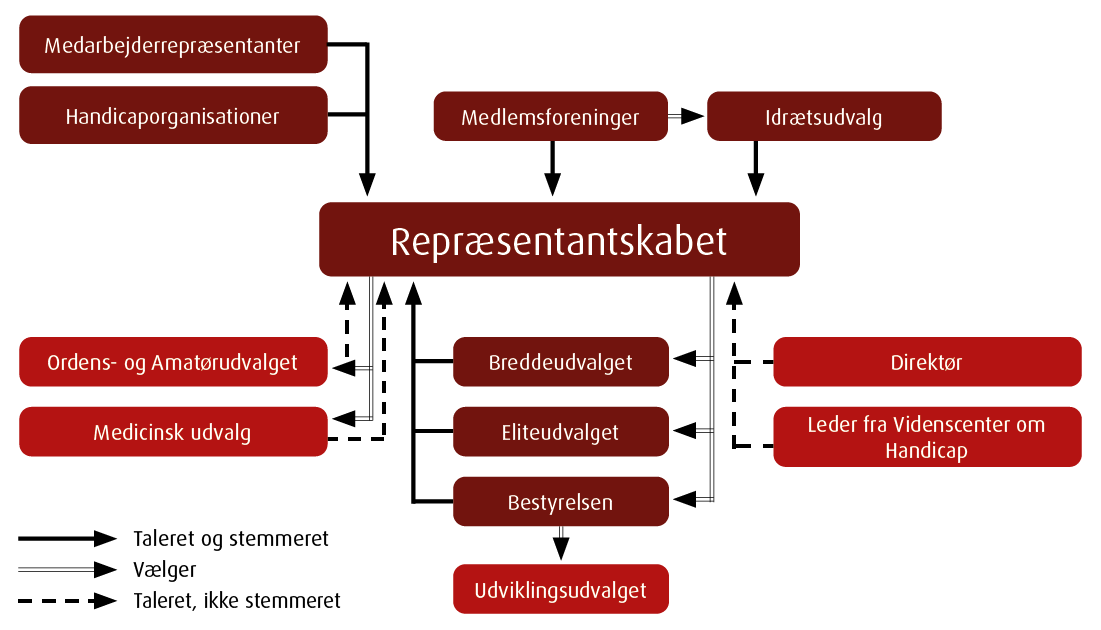 Medarbejderrepræsentanter
Handicaporganisationer
Medlemsforeninger
Idrætsudvalg
Repræsentantskabet
Ordens- og Amatørudvalget
Medicinsk udvalg
Breddeudvalget
Eliteudvalget
Bestyrelsen
Udviklingsudvalget
Direktør
Leder fra Videnscenter om
Handicap
Taleret og stemmeret
Vælger
Taleret, ikke stemmeret